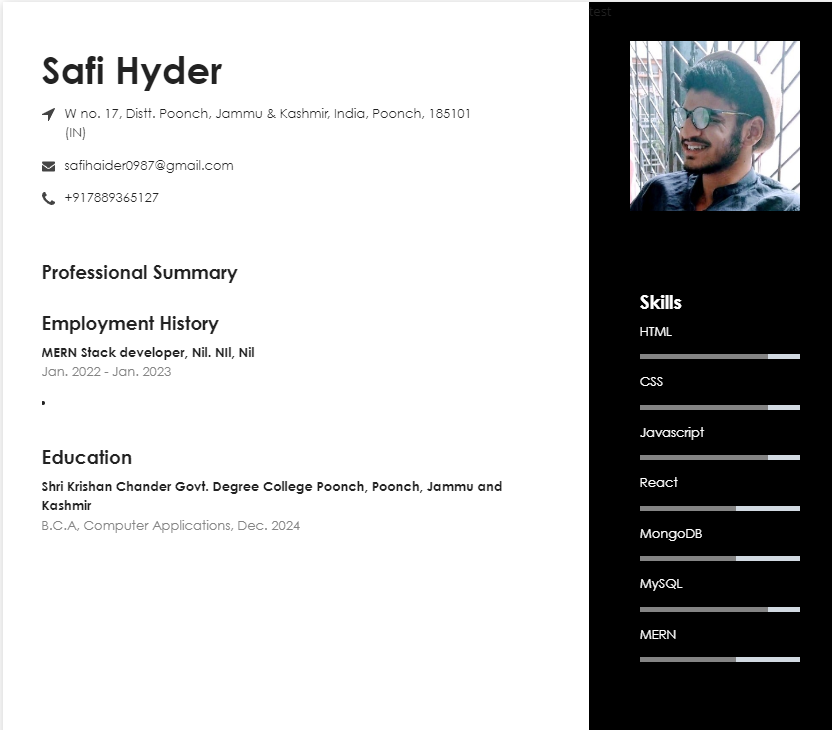 Safi Hyder
W no. 17, Distt. Poonch, Jammu & Kashmir, India, Poonch, 185101
(IN)
safihaider0987@gmail.com
+917889365127
Professional Summary
Employment History
MERN Stack developer, Nil. NIl, Nil
Jan. 2022 - Jan. 2023
•
Education
Shri Krishan Chander Govt. Degree College Poonch, Poonch, Jammu and
Kashmir
B.C.A, Computer Applications, Dec. 2024
test
Skills
HTML
CSS
Javascript
React
MongoDB
MySQL
MERN